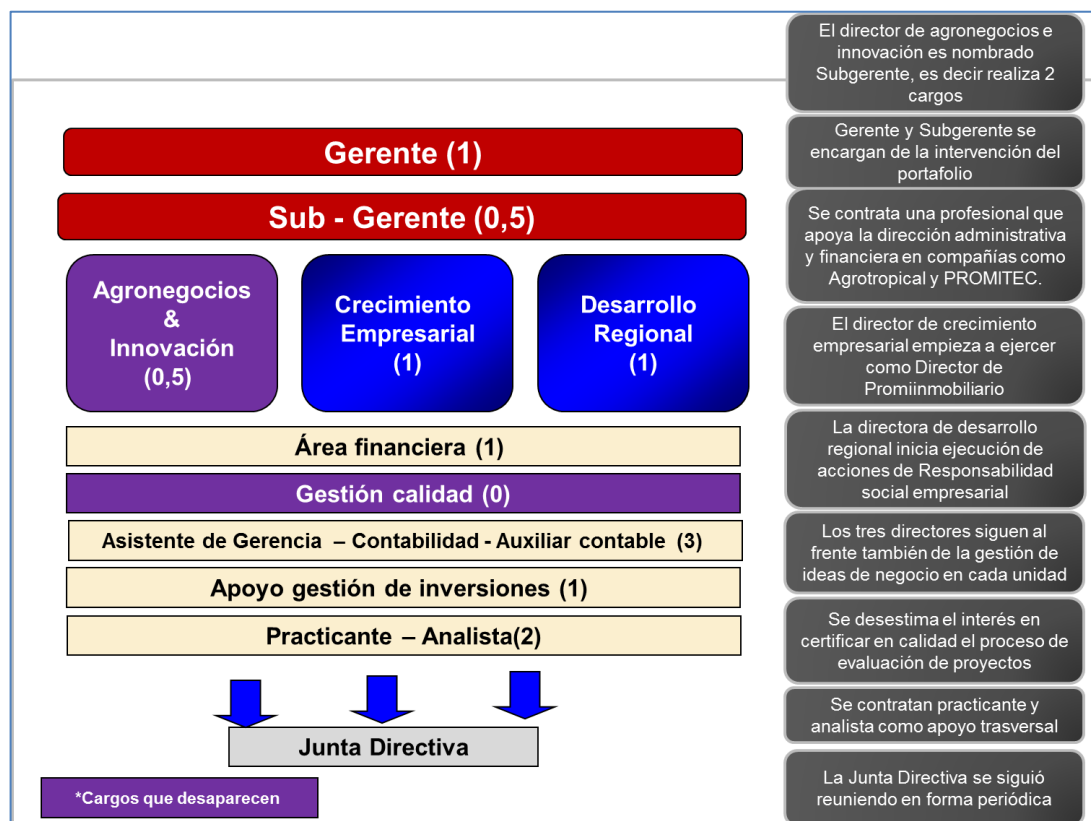 Gerente (1)
Sub - Gerente (0,5)
Agronegocios
&
Innovación
(0,5)
Crecimiento
Empresarial
(1)
Desarrollo
Regional
(1)
Área financiera (1)
Gestión calidad (0)
Asistente de Gerencia – Contabilidad - Auxiliar contable (3)
Apoyo gestión de inversiones (1)
Practicante – Analista(2)
Junta Directiva
*Cargos que desaparecen
El director de agronegocios e
innovación es nombrado
Subgerente, es decir realiza 2
cargos
Gerente y Subgerente se
encargan de la intervención del
portafolio
Se contrata una profesional que
apoya la dirección administrativa
y financiera en compañías como
Agrotropical y PROMITEC.
El director de crecimiento
empresarial empieza a ejercer
como Director de
Promiinmobiliario
La directora de desarrollo
regional inicia ejecución de
acciones de Responsabilidad
social empresarial
Los tres directores siguen al
frente también de la gestión de
ideas de negocio en cada unidad
Se desestima el interés en
certificar en calidad el proceso de
evaluación de proyectos
Se contratan practicante y
analista como apoyo trasversal
La Junta Directiva se siguió
reuniendo en forma periódica